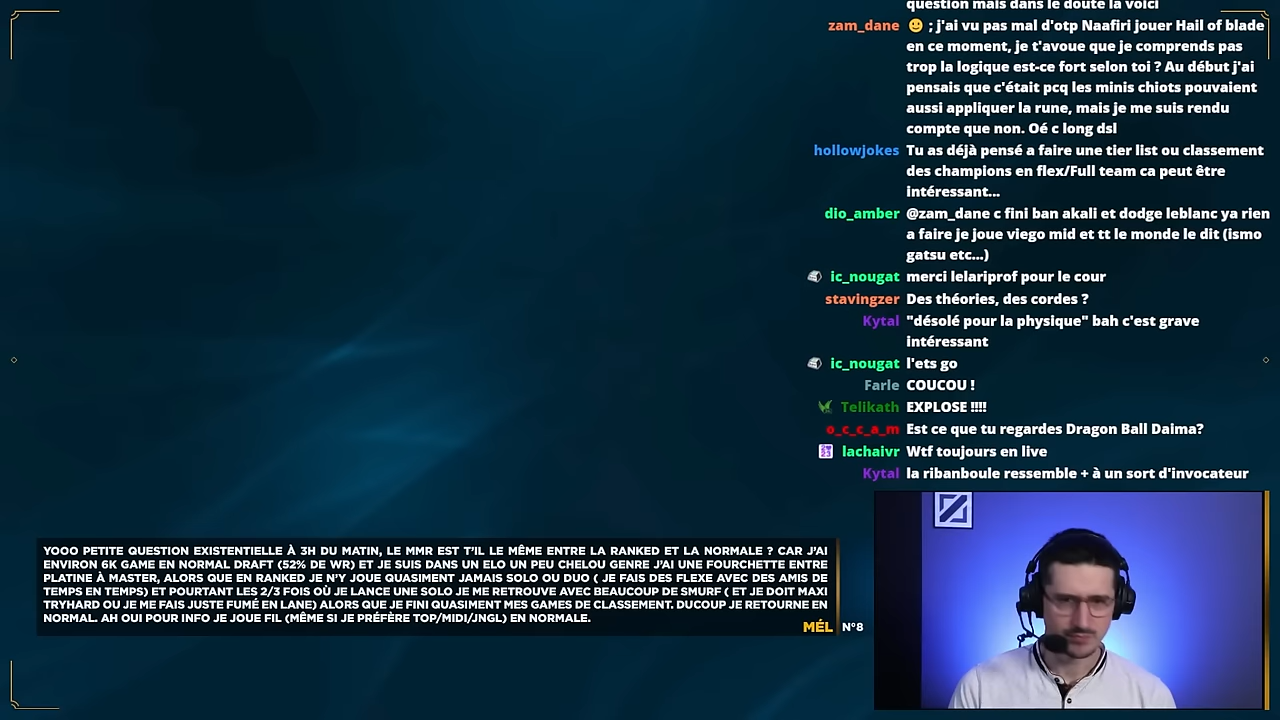 question mais dans le doute la voici
zam_dane 🙂 ; j'ai vu pas mal d'otp Naafiri jouer Hail of blade
en ce moment, je t'avoue que je comprends pas
trop la logique est-ce fort selon toi ? Au début j'ai
pensais que c'était pcq les minis chiots pouvaient
aussi appliquer la rune, mais je me suis rendu
compte que non. Oé c long dsl
hollowjokes Tu as déjà pensé a faire une tier list ou classement
des champions en flex/Full team ca peut être
intéressant...
dio_amber @zam_dane c fini ban akali et dodge leblanc ya rien
a faire je joue viego mid et tt le monde le dit (ismo
gatsu etc...)
ic_nougat merci lelariprof pour le cour
stavingzer Des théories, des cordes ?
Kytal "désolé pour la physique" bah c'est grave
intéressant
ic_nougat l'ets go
Farle COUCOU !
Telikath EXPLOSE !!!!
o_c_c_a_m Est ce que tu regardes Dragon Ball Daima?
lachaivr Wtf toujours en live
Kytal la ribanboule ressemble + à un sort d'invocateur
YOOO PETITE QUESTION EXISTENTIELLE À 3H DU MATIN, LE MMR EST T'IL LE MÊME ENTRE LA RANKED ET LA NORMALE ? CAR J'AI
ENVIRON 6K GAME EN NORMAL DRAFT (52% DE WR) ET JE SUIS DANS UN ELO UN PEU CHELOU GENRE J'AI UNE FOURCHETTE ENTRE
PLATINE À MASTER, ALORS QUE EN RANKED JE N'Y JOUE QUASIMENT JAMAIS SOLO OU DUO ( JE FAIS DES FLEXE AVEC DES AMIS DE
TEMPS EN TEMPS) ET POURTANT LES 2/3 FOIS OÙ JE LANCE UNE SOLO JE ME RETROUVE AVEC BEAUCOUP DE SMURF ( ET JE DOIT MAXI
TRYHARD OU JE ME FAIS JUSTE FUMÉ EN LANE) ALORS QUE JE FINI QUASIMENT MES GAMES DE CLASSEMENT. DUCOUP JE RETOURNE EN
NORMAL. AH OUI POUR INFO JE JOUE FIL (MÊME SI JE PRÉFÈRE TOP/MIDI/JNGL) EN NORMALE.
MÉL N°8